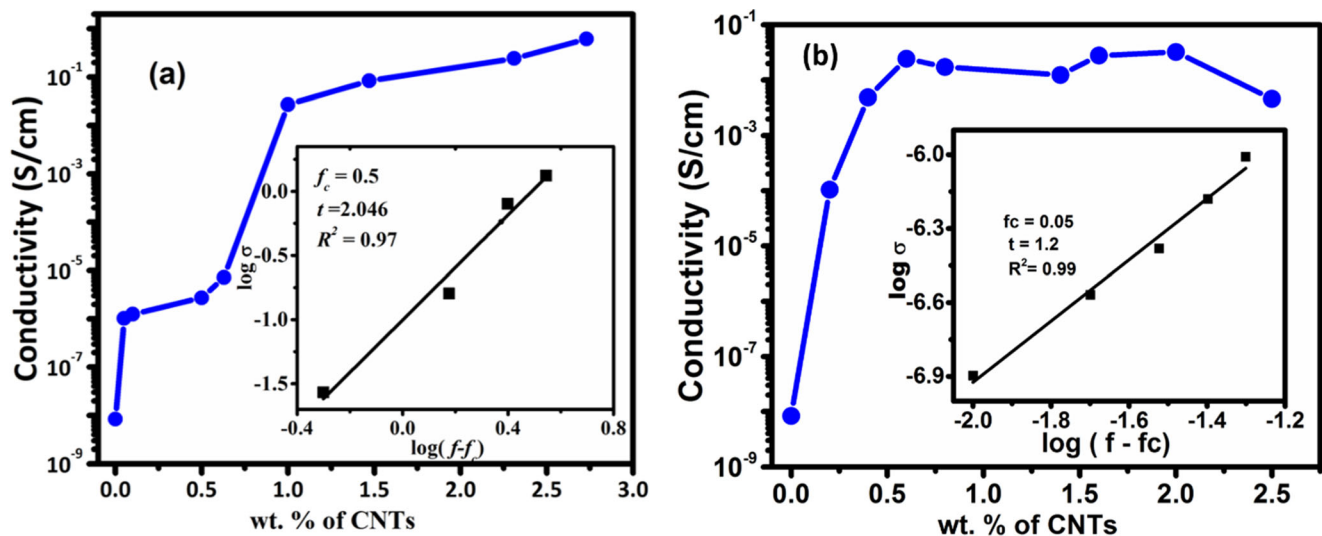 (a)
Conductivity (S/cm)
10⁻¹
10⁻³
10⁻⁵
10⁻⁷
10⁻⁹
0.0 0.5 1.0 1.5 2.0 2.5 3.0
wt. % of CNTs
f_c = 0.5
t =2.046
R² = 0.97
log σ
0.0
-0.5
-1.0
-1.5
-0.4 0.0 0.4 0.8
log(f-f_c)
(b)
Conductivity (S/cm)
10⁻¹
10⁻³
10⁻⁵
10⁻⁷
10⁻⁹
0.0 0.5 1.0 1.5 2.0 2.5
wt. % of CNTs
fc = 0.05
t = 1.2
R²= 0.99
log σ
-6.0
-6.3
-6.6
-6.9
-2.0 -1.8 -1.6 -1.4 -1.2
log ( f - fc)